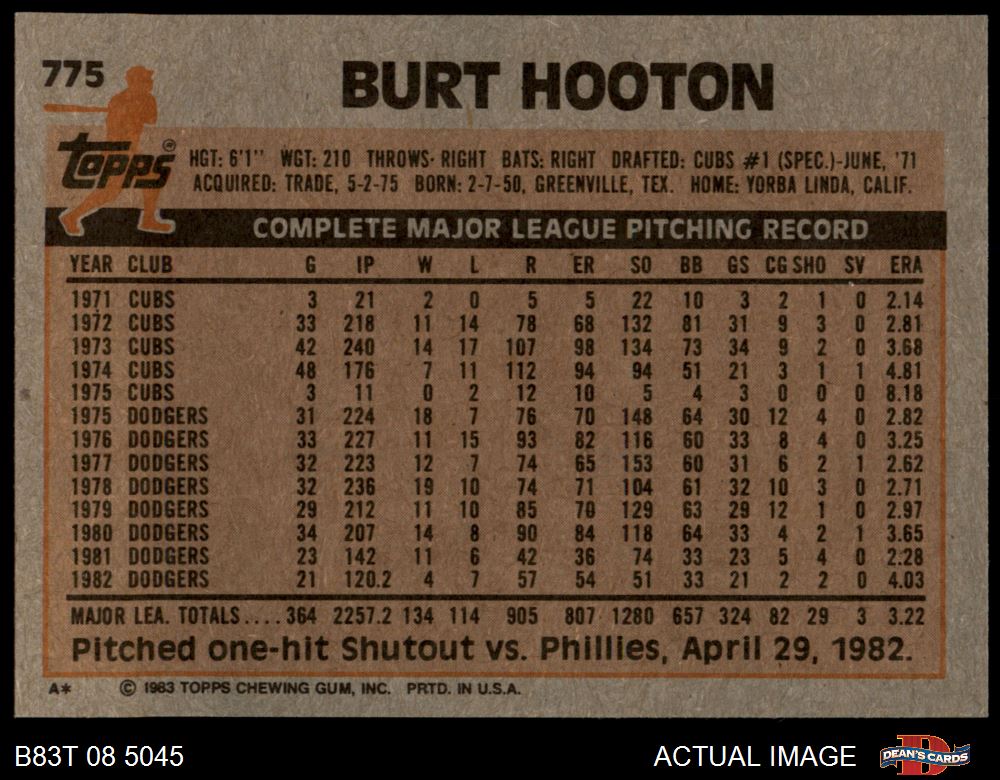 775
BURT HOOTON
Topps®
HGT: 6'1" WGT: 210 THROWS· RIGHT BATS: RIGHT DRAFTED: CUBS #1 (SPEC.)-JUNE, '71
ACQUIRED: TRADE, 5-2-75 BORN: 2-7-50, GREENVILLE, TEX. HOME: YORBA LINDA, CALIF.
COMPLETE MAJOR LEAGUE PITCHING RECORD
YEAR CLUB G IP W L R ER SO BB GS CG SHO SV ERA
1971 CUBS 3 21 2 0 5 5 22 10 3 2 1 0 2.14
1972 CUBS 33 218 11 14 78 68 132 81 31 9 3 0 2.81
1973 CUBS 42 240 14 17 107 98 134 73 34 9 2 0 3.68
1974 CUBS 48 176 7 11 112 94 94 51 21 3 1 1 4.81
1975 CUBS 3 11 0 2 12 10 5 4 3 0 0 0 8.18
1975 DODGERS 31 224 18 7 76 70 148 64 30 12 4 0 2.82
1976 DODGERS 33 227 11 15 93 82 116 60 33 8 4 0 3.25
1977 DODGERS 32 223 12 7 74 65 153 60 31 6 2 1 2.62
1978 DODGERS 32 236 19 10 74 71 104 61 32 10 3 0 2.71
1979 DODGERS 29 212 11 10 85 70 129 63 29 12 1 0 2.97
1980 DODGERS 34 207 14 8 90 84 118 64 33 4 2 1 3.65
1981 DODGERS 23 142 11 6 42 36 74 33 23 5 4 0 2.28
1982 DODGERS 21 120.2 4 7 57 54 51 33 21 2 2 0 4.03
MAJOR LEA. TOTALS.... 364 2257.2 134 114 905 807 1280 657 324 82 29 3 3.22
Pitched one-hit Shutout vs. Phillies, April 29, 1982.
A* © 1983 TOPPS CHEWING GUM, INC. PRTD. IN U.S.A.
B83T 08 5045 ACTUAL IMAGE DEAN'S CARDS